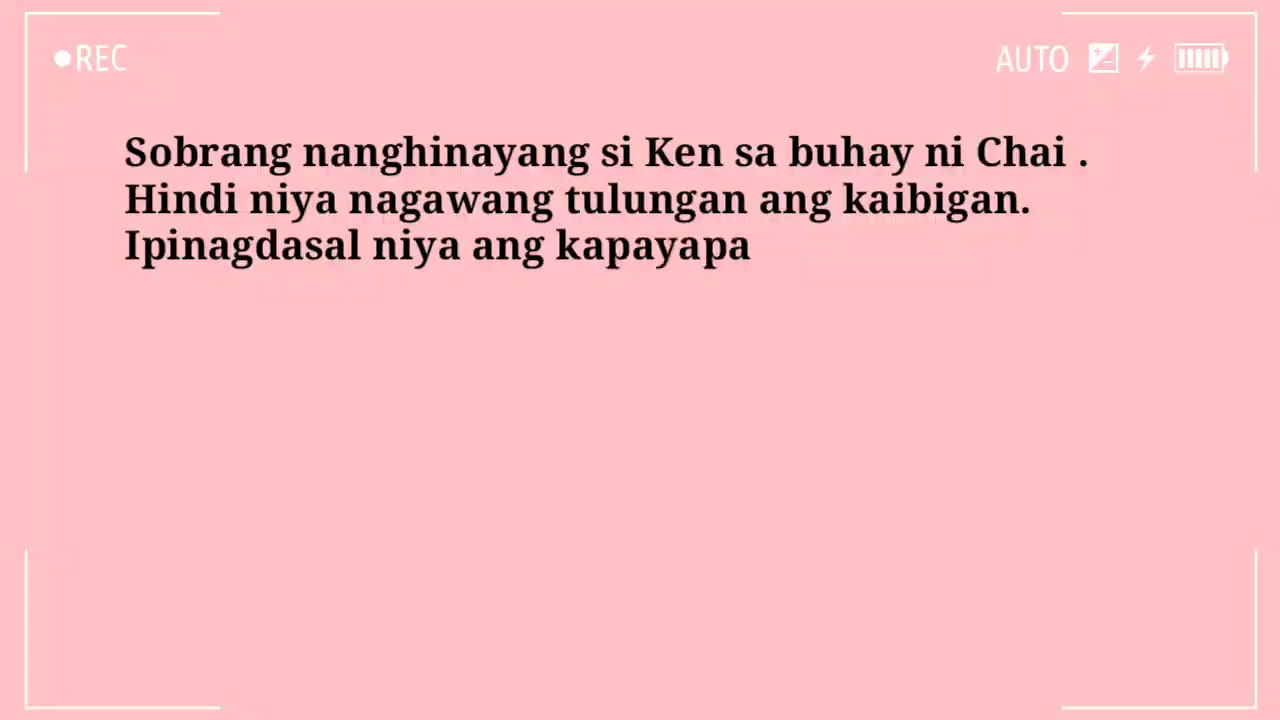 ●REC
AUTO
Sobrang nanghinayang si Ken sa buhay ni Chai .
Hindi niya nagawang tulungan ang kaibigan.
Ipinagdasal niya ang kapayapa